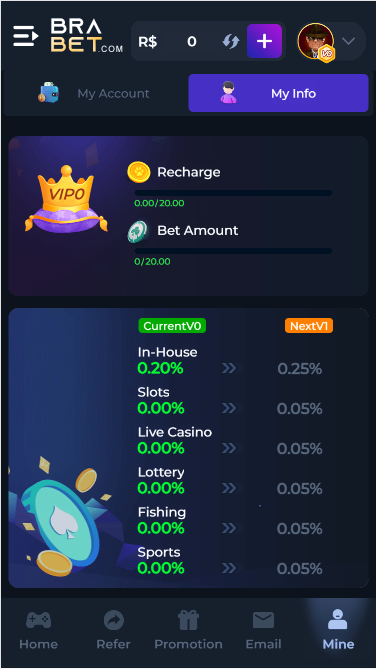 BRA
BET.COM
R$ 0
V0
My Account
My Info
VIP0
Recharge
0.00/20.00
Bet Amount
0/20.00
CurrentV0 NextV1
In-House
0.20% 0.25%
Slots
0.00% 0.05%
Live Casino
0.00% 0.05%
Lottery
0.00% 0.05%
Fishing
0.00% 0.05%
Sports
0.00% 0.05%
Home Refer Promotion Email Mine